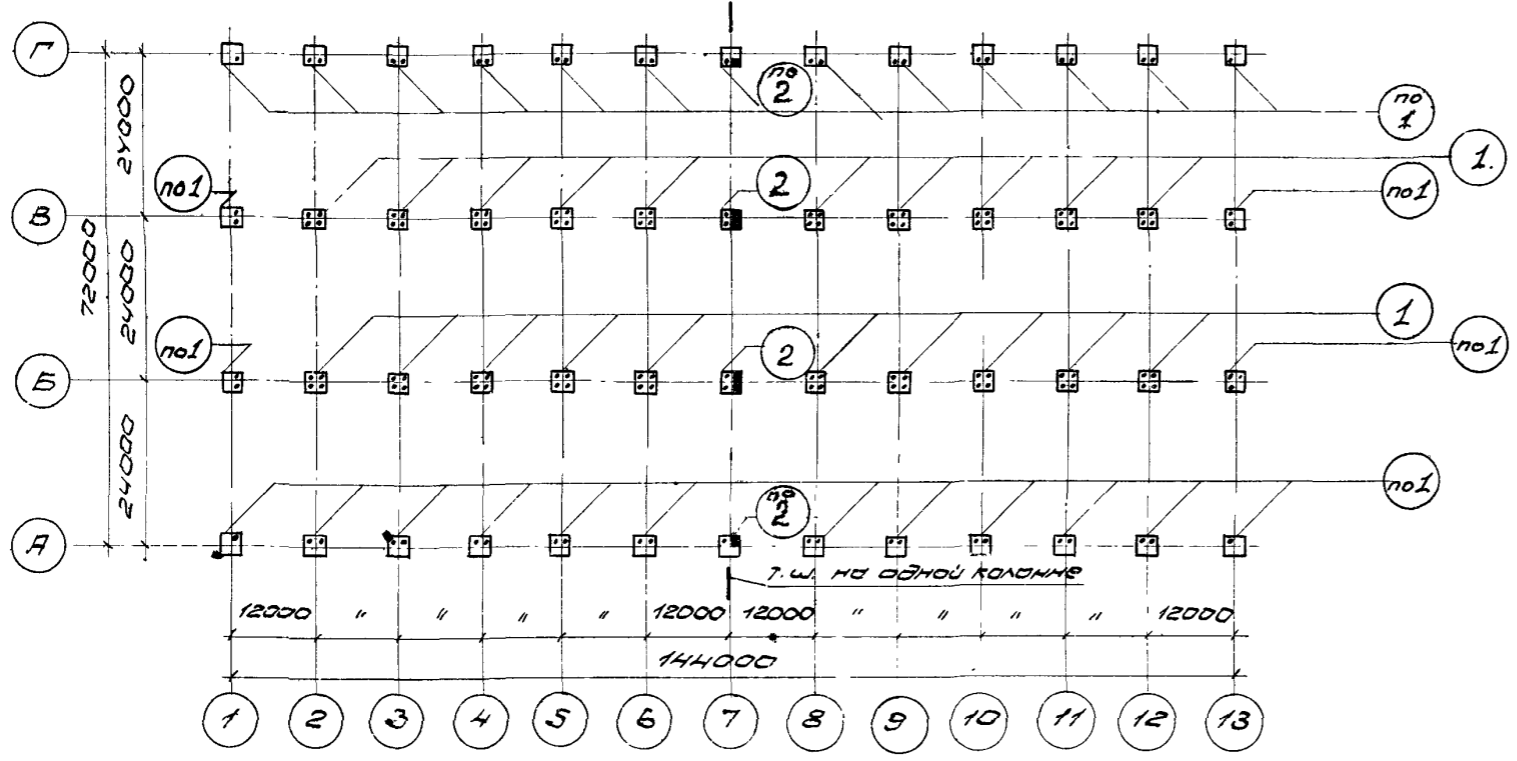 Г
по 2
по 1
24000
1.
по1
2
по1
В
72000
24000
1
по1
2
по1
Б
24000
по1
по 2
А
т.ш. на одной колонне
12000 " " " " 12000 12000 " " " " 12000
144000
1 2 3 4 5 6 7 8 9 10 11 12 13